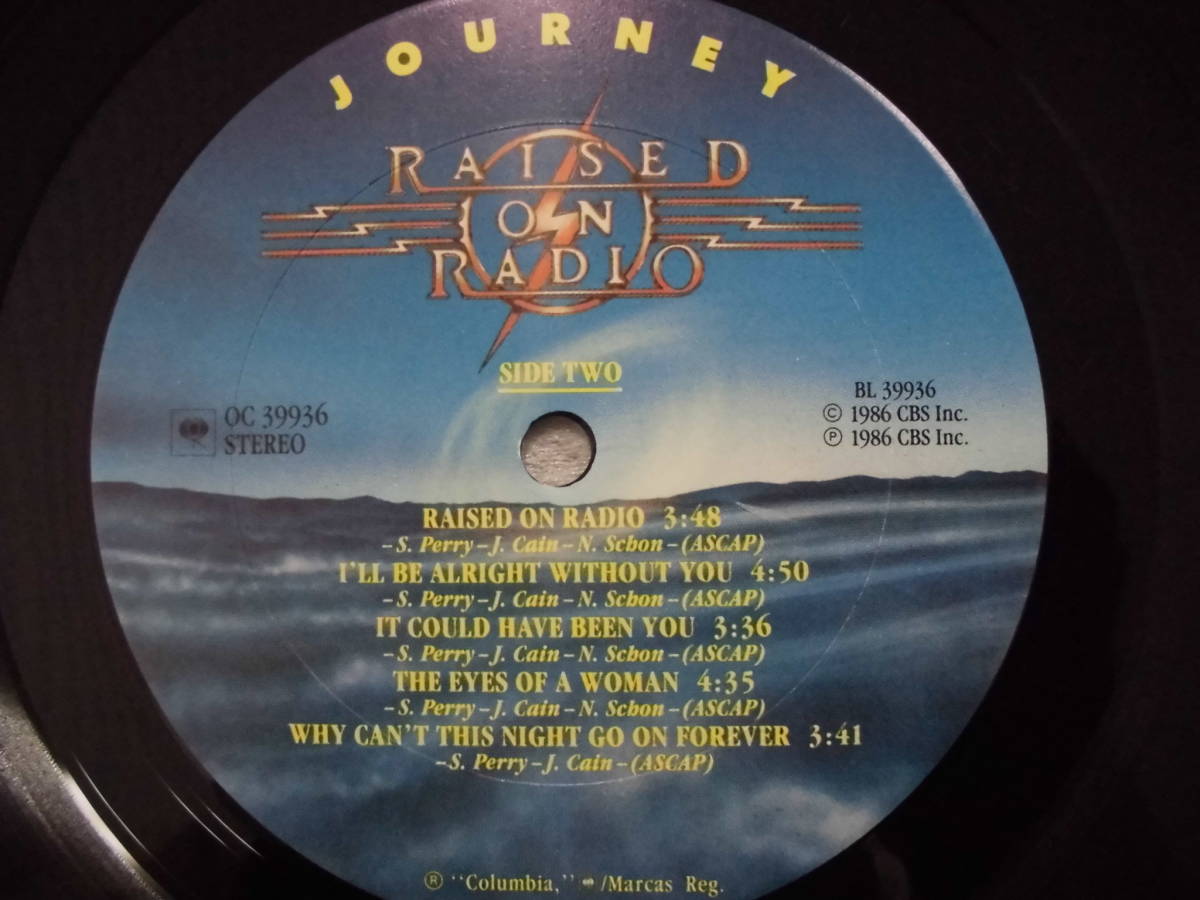 JOURNEY
RAISED
ON
RADIO
SIDE TWO
OC 39936
STEREO
BL 39936
© 1986 CBS Inc.
℗ 1986 CBS Inc.
RAISED ON RADIO 3:48
–S. Perry–J. Cain–N. Schon–(ASCAP)
I'LL BE ALRIGHT WITHOUT YOU 4:50
–S. Perry–J. Cain–N. Schon–(ASCAP)
IT COULD HAVE BEEN YOU 3:36
–S. Perry–J. Cain–N. Schon–(ASCAP)
THE EYES OF A WOMAN 4:35
–S. Perry–J. Cain–N. Schon–(ASCAP)
WHY CAN'T THIS NIGHT GO ON FOREVER 3:41
–S. Perry–J. Cain–(ASCAP)
® "Columbia," /Marcas Reg.